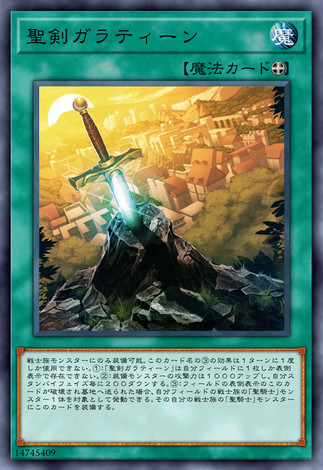 聖剣ガラティーン
魔
【魔法カード】
戦士族モンスターにのみ装備可能。このカード名の③の効果は1ターンに1度
しか使用できない。①:「聖剣ガラティーン」は自分フィールドに1枚しか表側
表示で存在できない。②:装備モンスターの攻撃力は1000アップし、自分ス
タンバイフェイズ毎に200ダウンする。③:フィールドの表側表示のこのカー
ドが破壊され墓地へ送られた場合、自分フィールドの戦士族の「聖騎士」モン
スター1体を対象として発動できる。その自分の戦士族の「聖騎士」モンスター
にこのカードを装備する。
14745409